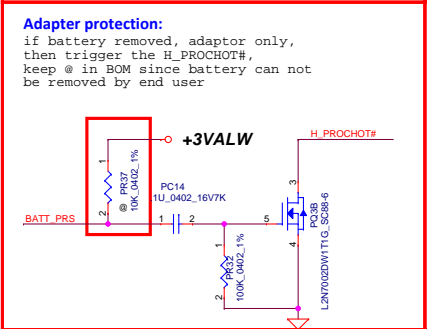 Adapter protection:
if battery removed, adaptor only,
then trigger the H_PROCHOT#,
keep @ in BOM since battery can not
be removed by end user
+3VALW
H_PROCHOT#
1
2
@ PR37
10K_0402_1%
PC14
.1U_0402_16V7K
BATT_PRS
1
2
5
3
4
PQ3B
L2N7002DW1T1G_SC88-6
1
2
PR32
100K_0402_1%